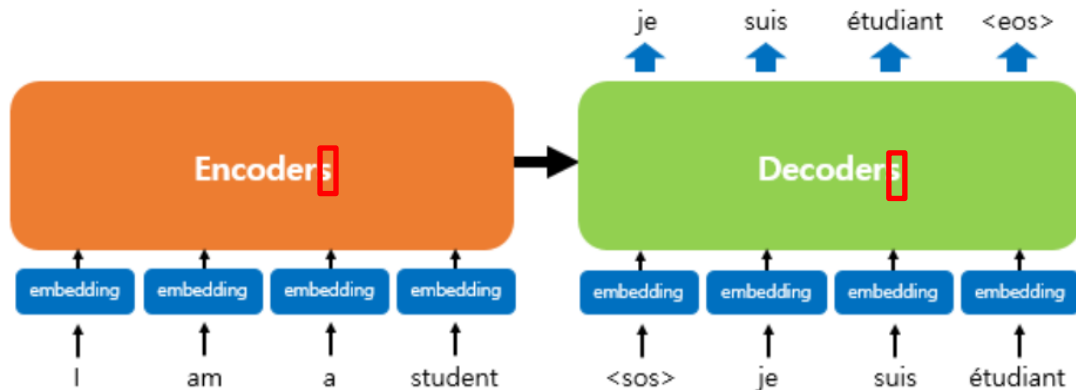 je suis étudiant <eos>
Encoders Decoders
embedding embedding embedding embedding embedding embedding embedding embedding
I am a student <sos> je suis étudiant